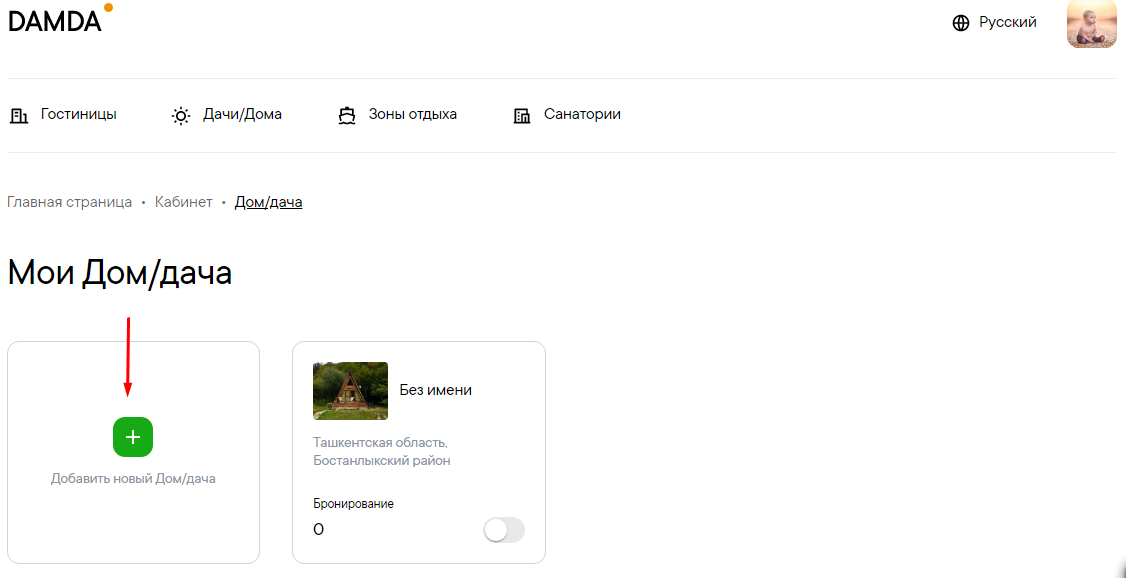 DAMDA
Русский
Гостиницы
Дачи/Дома
Зоны отдыха
Санатории
Главная страница • Кабинет • Дом/дача
Мои Дом/дача
Добавить новый Дом/дача
Без имени
Ташкентская область,
Бостанлыкский район
Бронирование
0